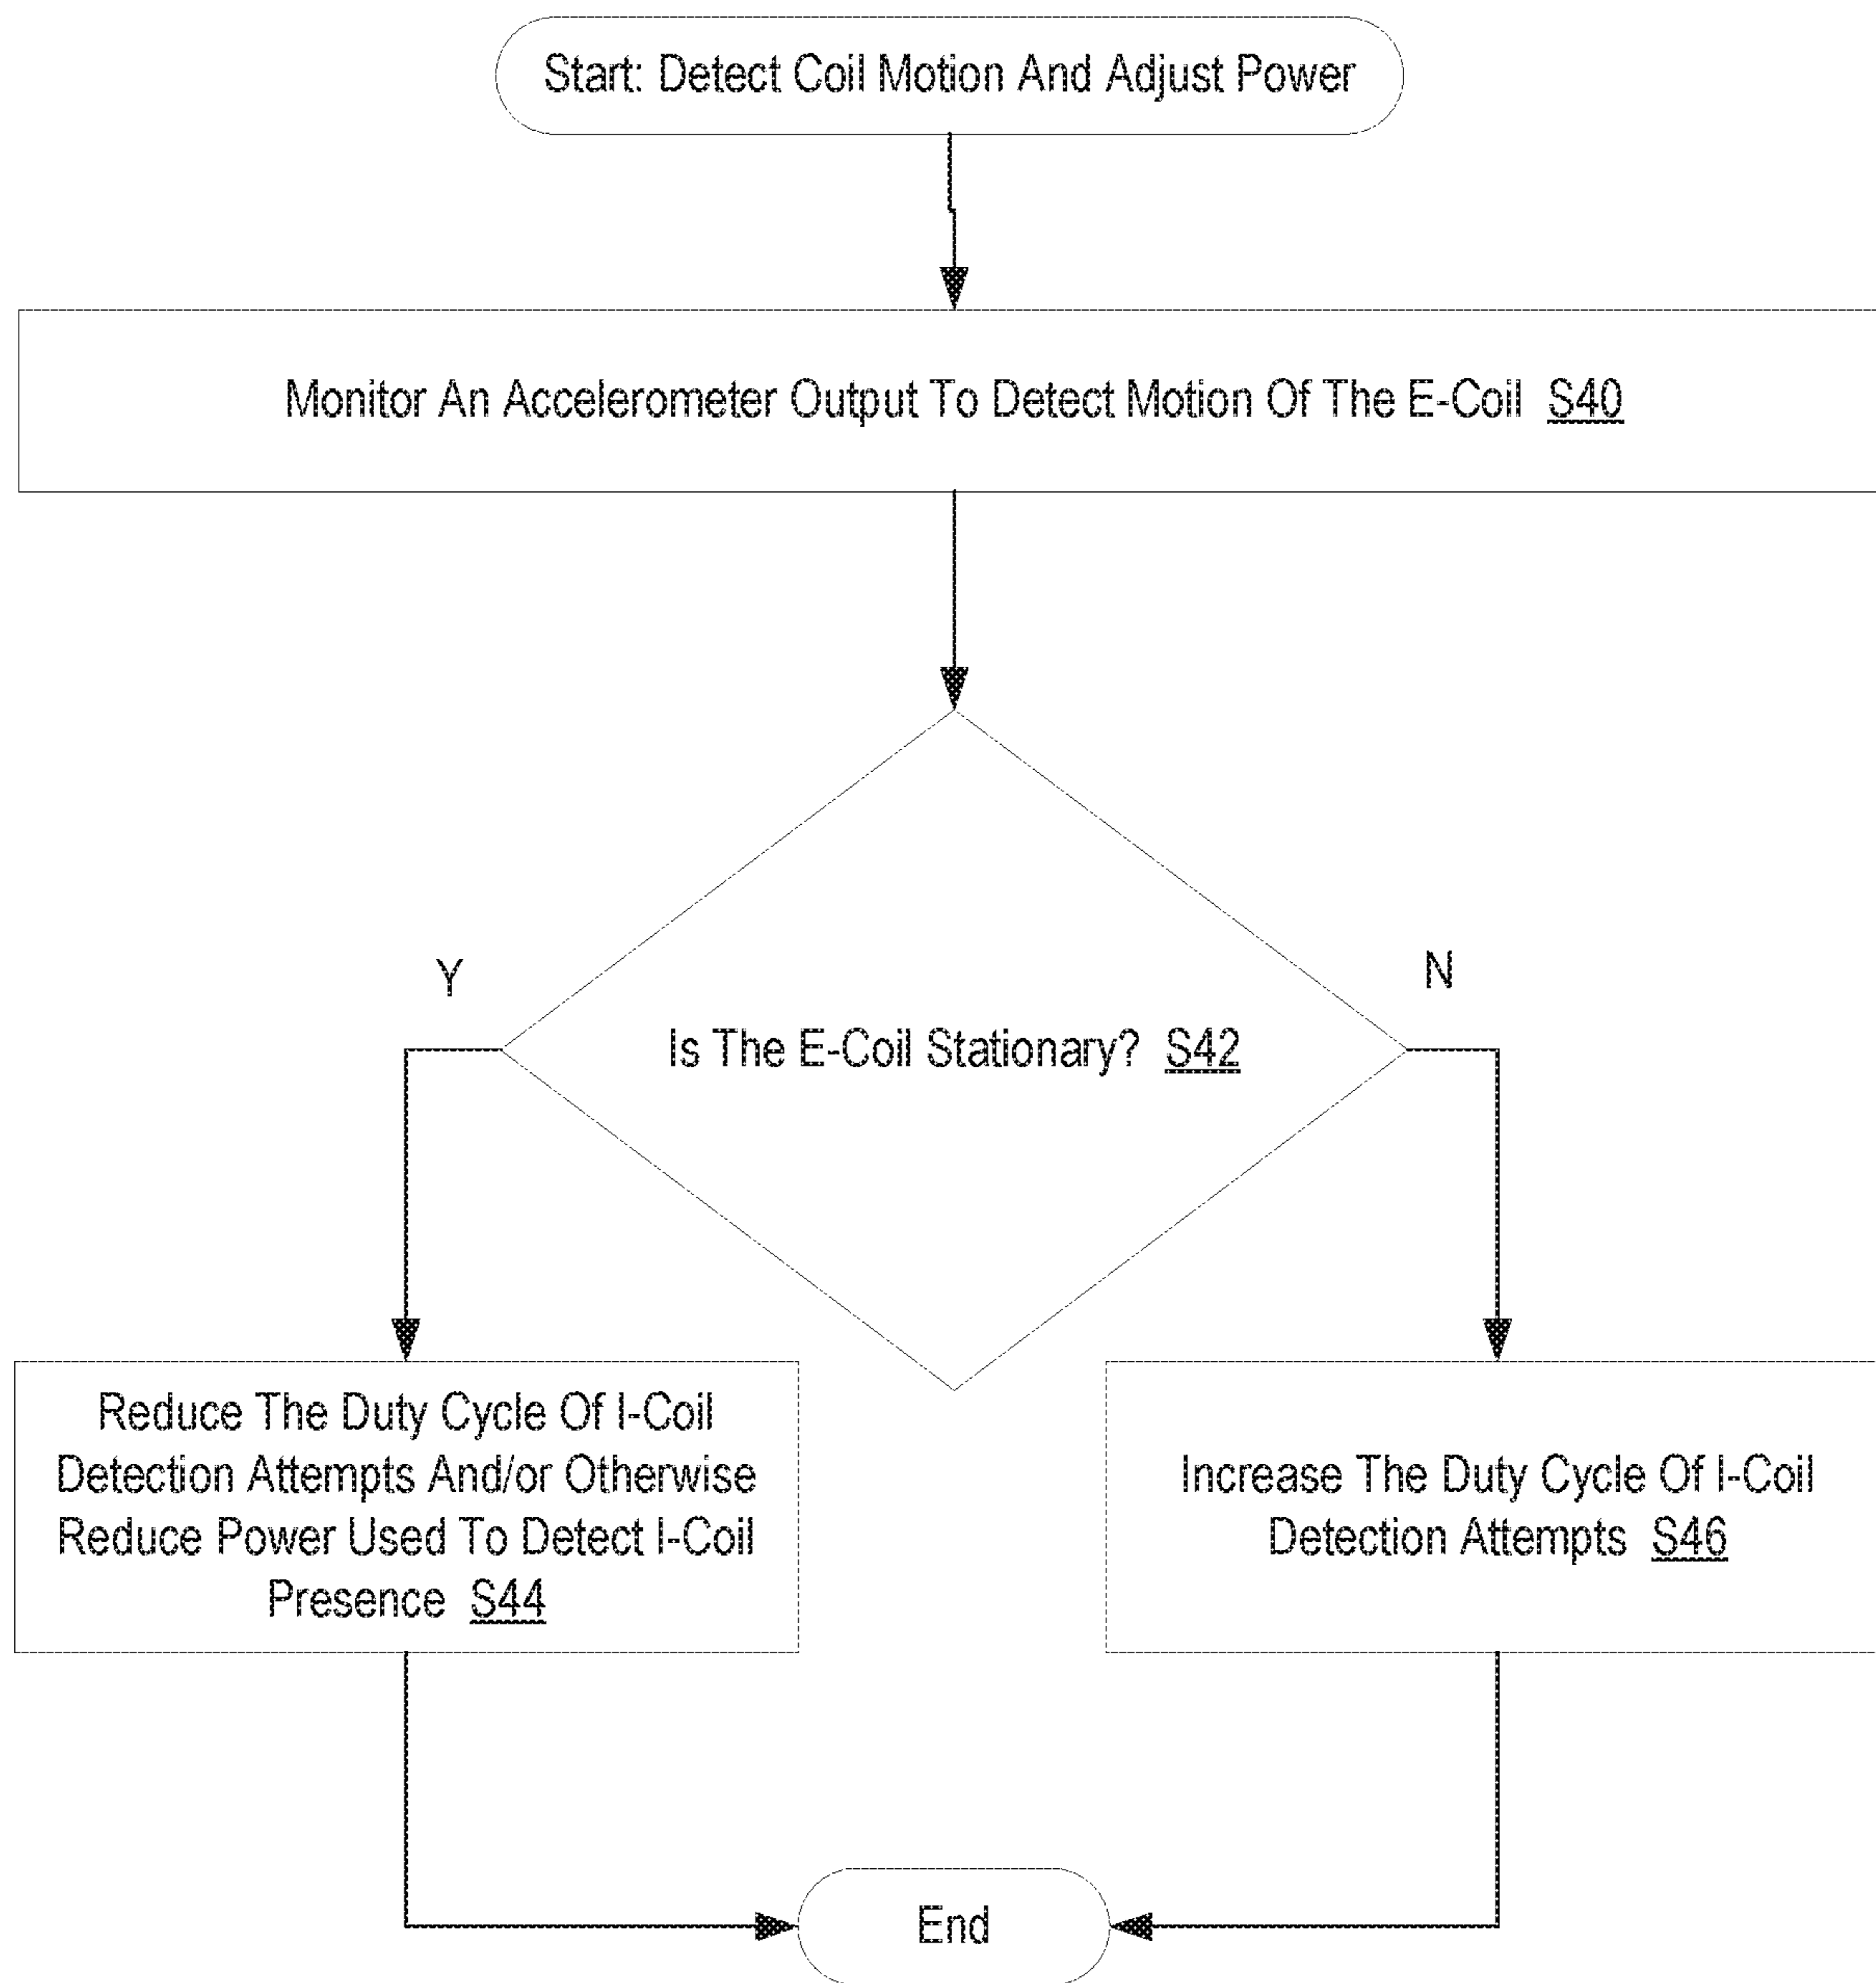 Start: Detect Coil Motion And Adjust Power
Monitor An Accelerometer Output To Detect Motion Of The E-Coil S40
Y
N
Is The E-Coil Stationary? S42
Reduce The Duty Cycle Of I-Coil
Detection Attempts And/or Otherwise
Reduce Power Used To Detect I-Coil
Presence S44
Increase The Duty Cycle Of I-Coil
Detection Attempts S46
End